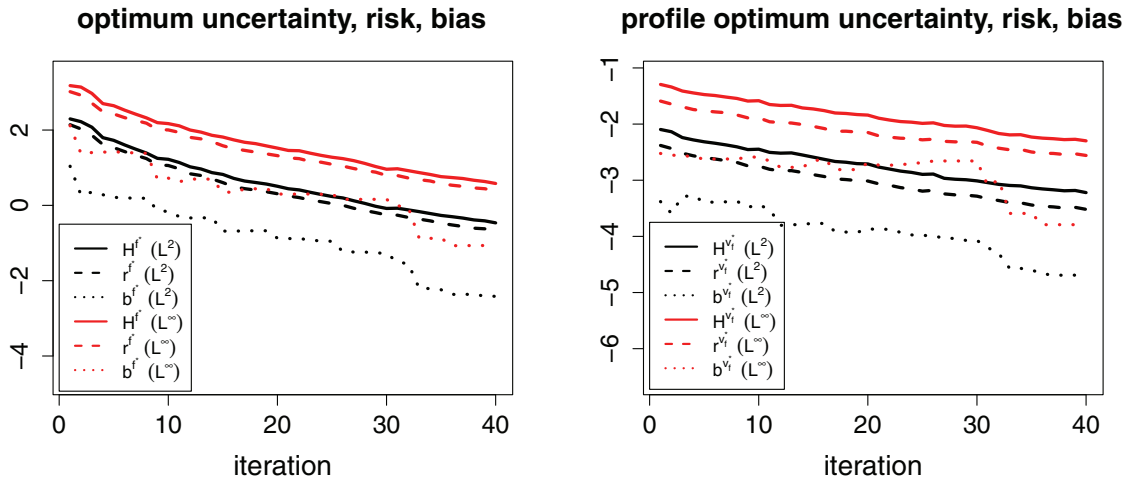 optimum uncertainty, risk, bias
2
0
−2
−4
H^{f*} (L²)
r^{f*} (L²)
b^{f*} (L²)
H^{f*} (L^∞)
r^{f*} (L^∞)
b^{f*} (L^∞)
0 10 20 30 40
iteration
profile optimum uncertainty, risk, bias
−1
−2
−3
−4
−5
−6
H^{v_f^*} (L²)
r^{v_f^*} (L²)
b^{v_f^*} (L²)
H^{v_f^*} (L^∞)
r^{v_f^*} (L^∞)
b^{v_f^*} (L^∞)
0 10 20 30 40
iteration